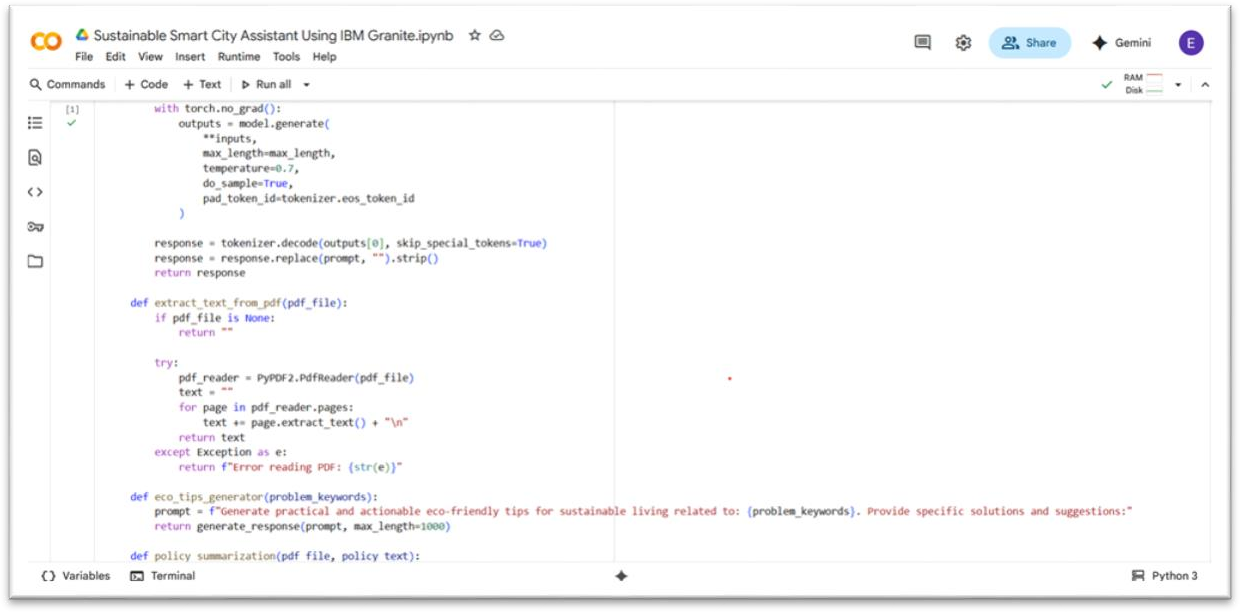 Sustainable Smart City Assistant Using IBM Granite.ipynb
File Edit View Insert Runtime Tools Help
Share
Gemini
E
Commands + Code + Text Run all
RAM
Disk
[1]
with torch.no_grad():
outputs = model.generate(
**inputs,
max_length=max_length,
temperature=0.7,
do_sample=True,
pad_token_id=tokenizer.eos_token_id
)
response = tokenizer.decode(outputs[0], skip_special_tokens=True)
response = response.replace(prompt, "").strip()
return response
def extract_text_from_pdf(pdf_file):
if pdf_file is None:
return ""
try:
pdf_reader = PyPDF2.PdfReader(pdf_file)
text = ""
for page in pdf_reader.pages:
text += page.extract_text() + "\n"
return text
except Exception as e:
return f"Error reading PDF: {str(e)}"
def eco_tips_generator(problem_keywords):
prompt = f"Generate practical and actionable eco-friendly tips for sustainable living related to: {problem_keywords}. Provide specific solutions and suggestions:"
return generate_response(prompt, max_length=1000)
def policy_summarization(pdf_file, policy_text):
{} Variables Terminal
Python 3